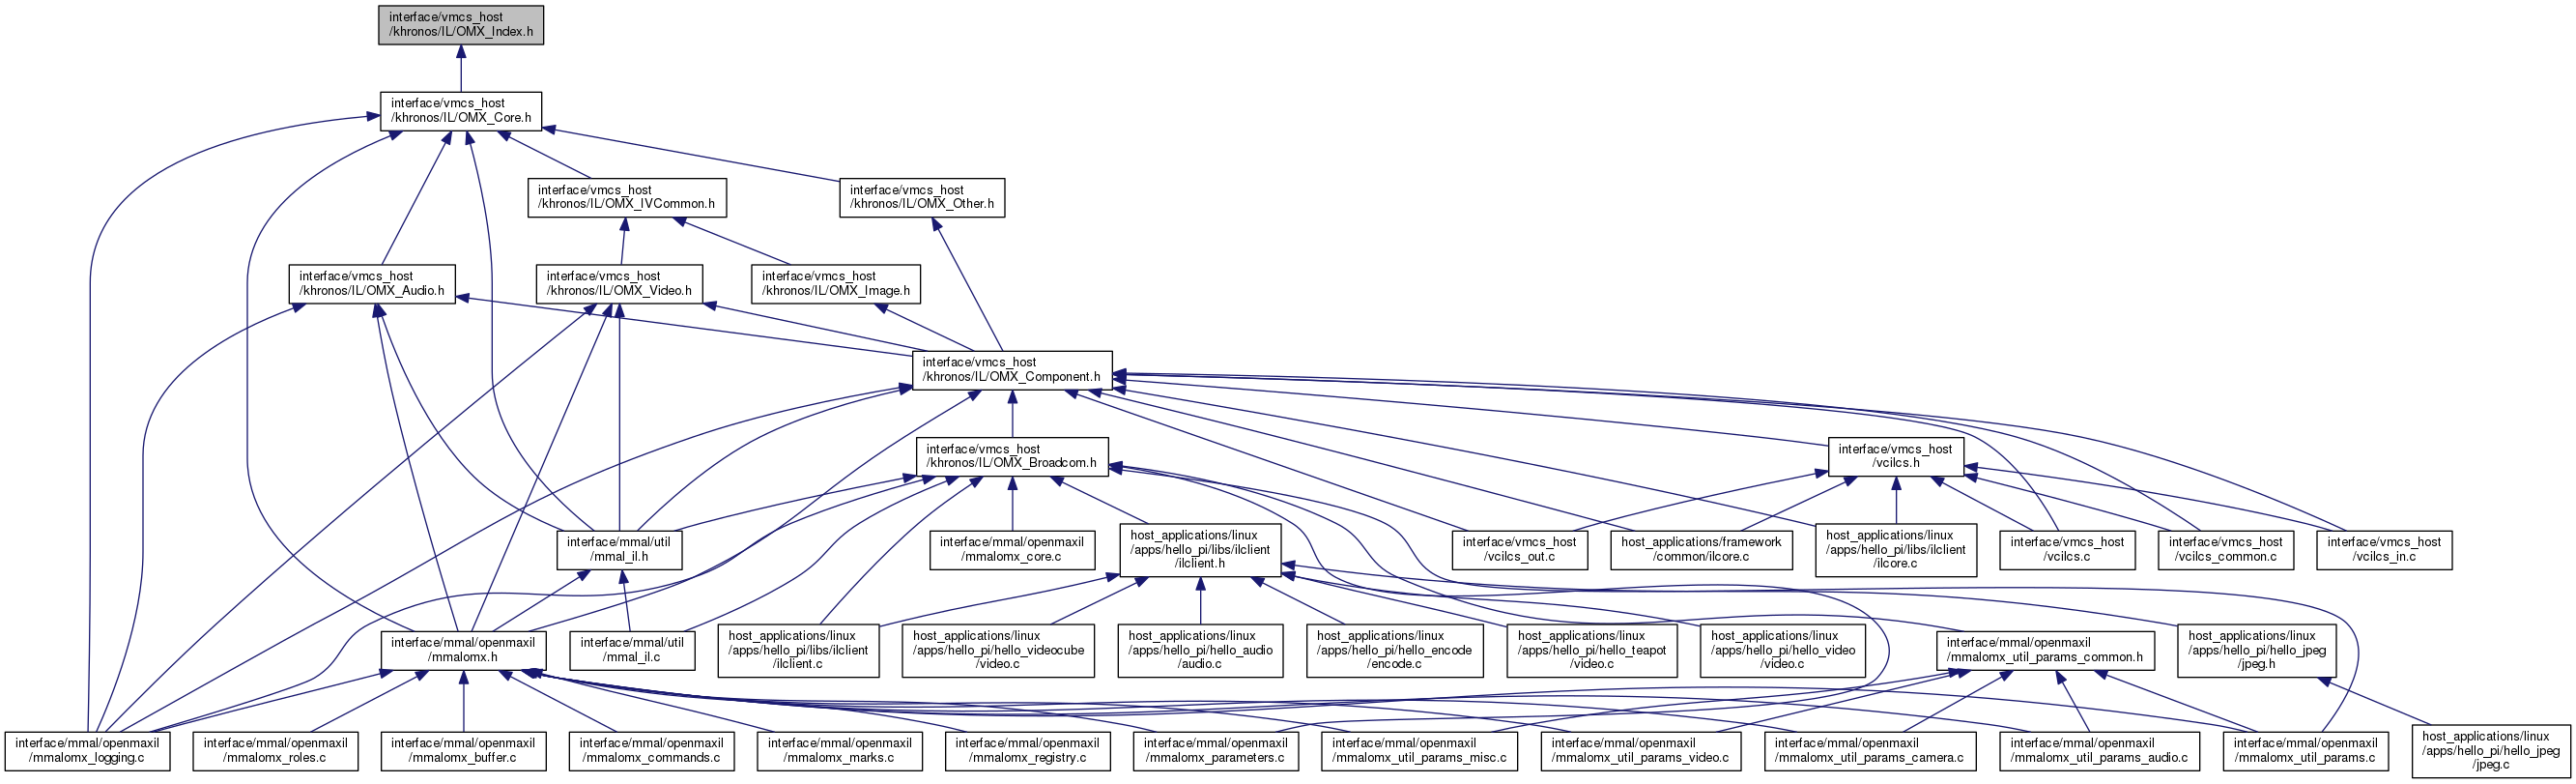 interface/vmcs_host
/khronos/IL/OMX_Index.h
interface/vmcs_host
/khronos/IL/OMX_Core.h
interface/vmcs_host
/khronos/IL/OMX_IVCommon.h
interface/vmcs_host
/khronos/IL/OMX_Other.h
interface/vmcs_host
/khronos/IL/OMX_Audio.h
interface/vmcs_host
/khronos/IL/OMX_Video.h
interface/vmcs_host
/khronos/IL/OMX_Image.h
interface/vmcs_host
/khronos/IL/OMX_Component.h
interface/vmcs_host
/khronos/IL/OMX_Broadcom.h
interface/vmcs_host
/vcilcs.h
interface/mmal/util
/mmal_il.h
interface/mmal/openmaxil
/mmalomx_core.c
host_applications/linux
/apps/hello_pi/libs/ilclient
/ilclient.h
interface/vmcs_host
/vcilcs_out.c
host_applications/framework
/common/ilcore.c
host_applications/linux
/apps/hello_pi/libs/ilclient
/ilcore.c
interface/vmcs_host
/vcilcs.c
interface/vmcs_host
/vcilcs_common.c
interface/vmcs_host
/vcilcs_in.c
interface/mmal/openmaxil
/mmalomx.h
interface/mmal/util
/mmal_il.c
host_applications/linux
/apps/hello_pi/libs/ilclient
/ilclient.c
host_applications/linux
/apps/hello_pi/hello_videocube
/video.c
host_applications/linux
/apps/hello_pi/hello_audio
/audio.c
host_applications/linux
/apps/hello_pi/hello_encode
/encode.c
host_applications/linux
/apps/hello_pi/hello_teapot
/video.c
host_applications/linux
/apps/hello_pi/hello_video
/video.c
interface/mmal/openmaxil
/mmalomx_util_params_common.h
host_applications/linux
/apps/hello_pi/hello_jpeg
/jpeg.h
interface/mmal/openmaxil
/mmalomx_logging.c
interface/mmal/openmaxil
/mmalomx_roles.c
interface/mmal/openmaxil
/mmalomx_buffer.c
interface/mmal/openmaxil
/mmalomx_commands.c
interface/mmal/openmaxil
/mmalomx_marks.c
interface/mmal/openmaxil
/mmalomx_registry.c
interface/mmal/openmaxil
/mmalomx_parameters.c
interface/mmal/openmaxil
/mmalomx_util_params_misc.c
interface/mmal/openmaxil
/mmalomx_util_params_video.c
interface/mmal/openmaxil
/mmalomx_util_params_camera.c
interface/mmal/openmaxil
/mmalomx_util_params_audio.c
interface/mmal/openmaxil
/mmalomx_util_params.c
host_applications/linux
/apps/hello_pi/hello_jpeg
/jpeg.c